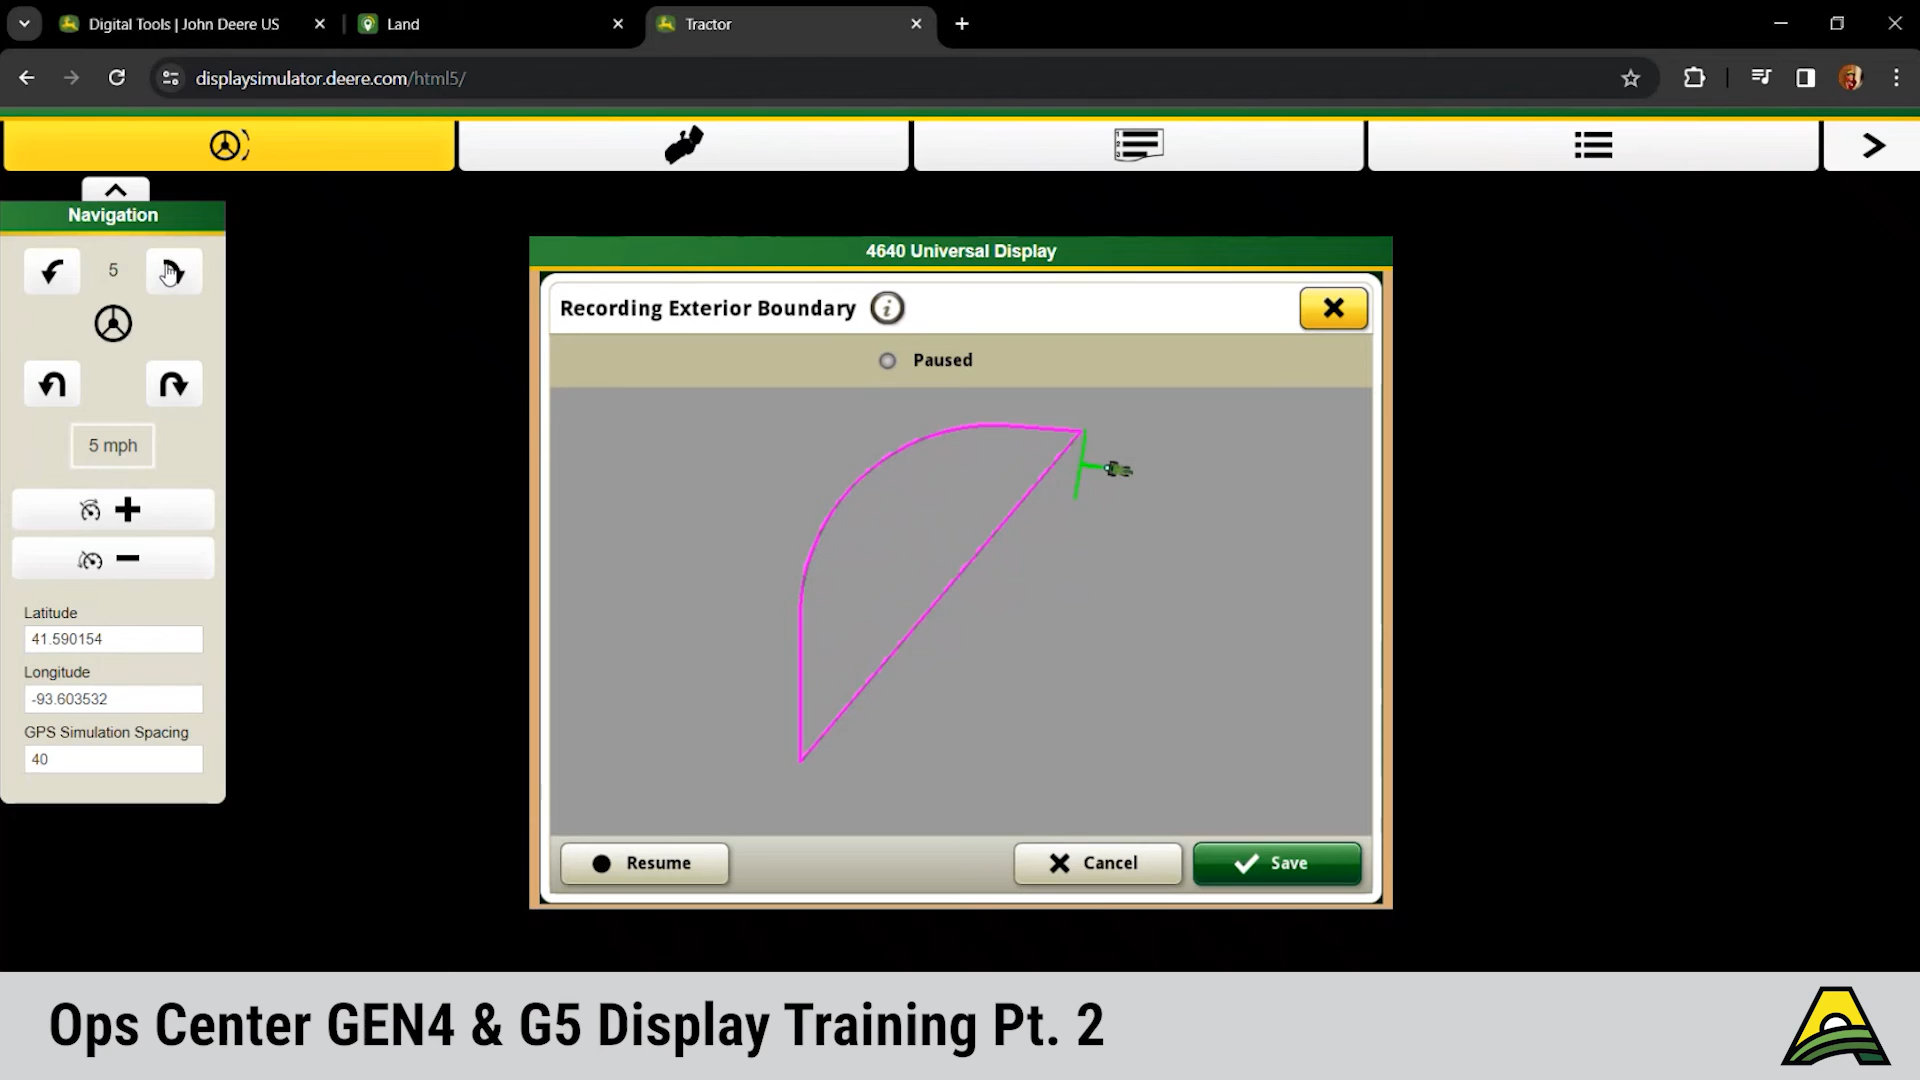 Digital Tools | John Deere US
Land
Tractor
displaysimulator.deere.com/html5/
Navigation
5
5 mph
Latitude
41.590154
Longitude
-93.603532
GPS Simulation Spacing
40
4640 Universal Display
Recording Exterior Boundary
Paused
Resume
Cancel
Save
Ops Center GEN4 & G5 Display Training Pt. 2